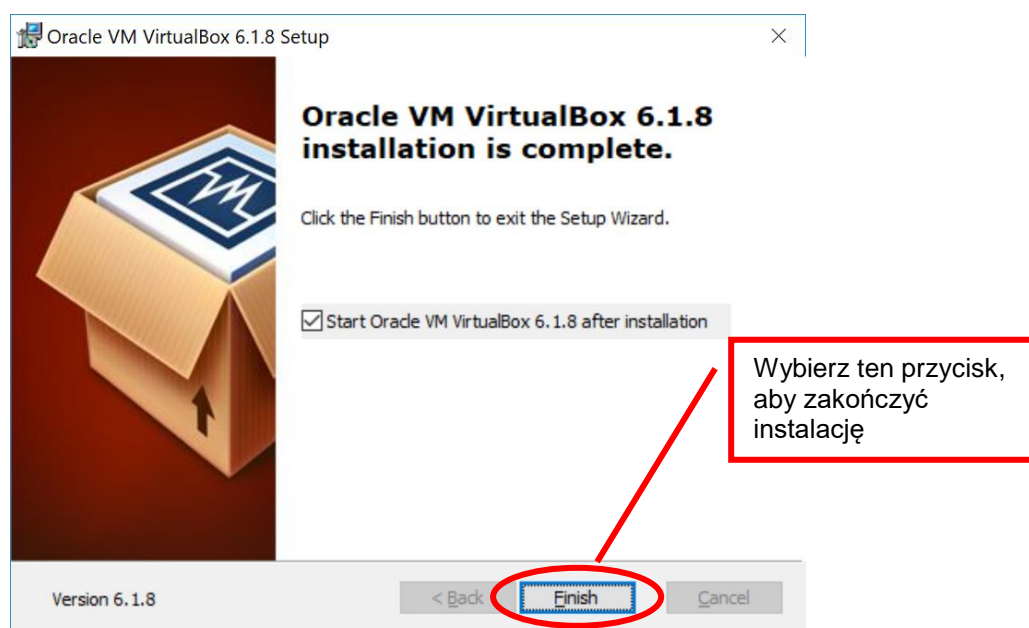 Oracle VM VirtualBox 6.1.8 Setup
Oracle VM VirtualBox 6.1.8
installation is complete.
Click the Finish button to exit the Setup Wizard.
Start Oracle VM VirtualBox 6.1.8 after installation
Wybierz ten przycisk,
aby zakończyć
instalację
Version 6.1.8
< Back
Finish
Cancel